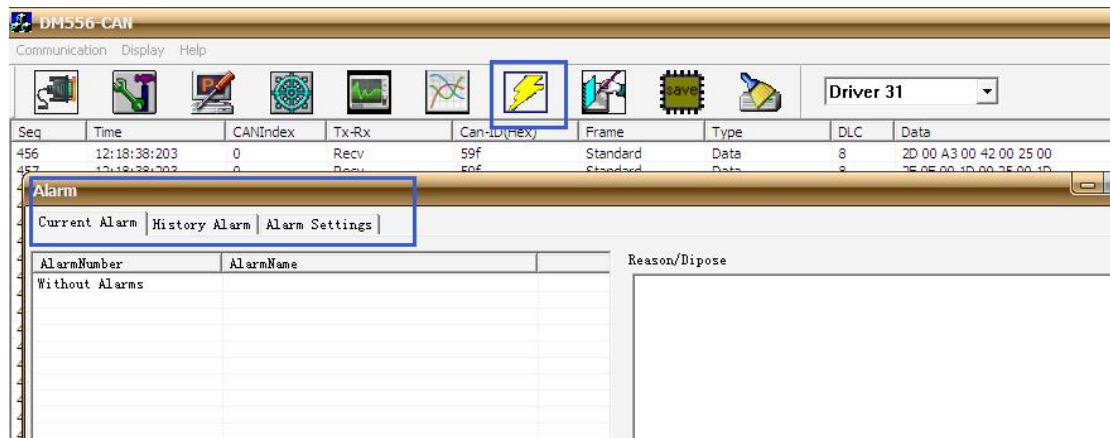 DM556-CAN
Communication Display Help
save
Driver 31
Seq Time CANIndex Tx-Rx Can-ID(Hex) Frame Type DLC Data
456 12:18:38:203 0 Recv 59f Standard Data 8 2D 00 A3 00 42 00 25 00
Alarm
Current Alarm History Alarm Alarm Settings
AlarmNumber AlarmName Reason/Dipose
Without Alarms